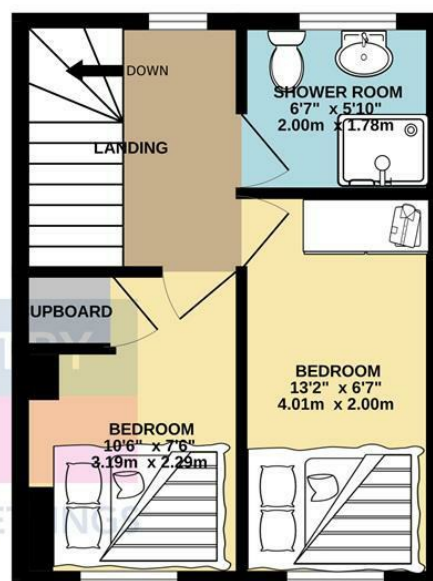 DOWN
SHOWER ROOM
6'7" x 5'10"
2.00m x 1.78m
LANDING
UPBOARD
BEDROOM
13'2" x 6'7"
4.01m x 2.00m
BEDROOM
10'6" x 7'6"
3.19m x 2.29m